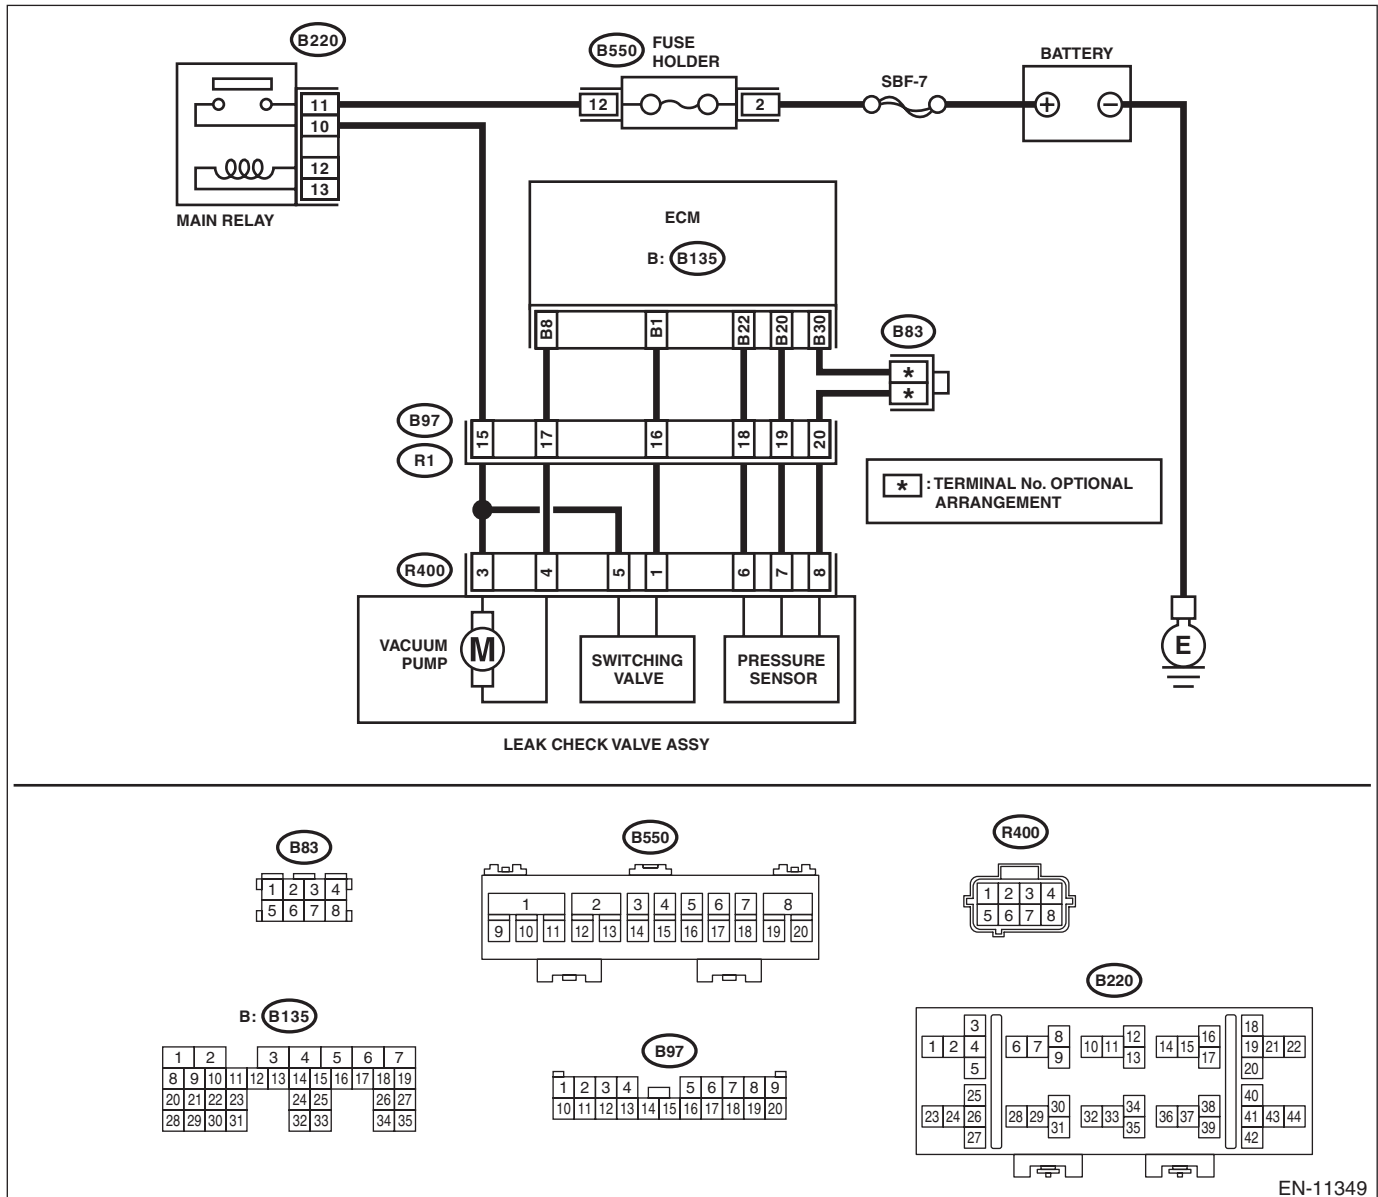 B220
B550 FUSE HOLDER
BATTERY
SBF-7
11
10
12
13
12
2
+
−
MAIN RELAY
ECM
B: B135
B8 B1 B22 B20 B30
B83
*
*
B97
R1
15 17 16 18 19 20
* : TERMINAL No. OPTIONAL
ARRANGEMENT
R400
3 4 5 1 6 7 8
VACUUM
PUMP
M
SWITCHING
VALVE
PRESSURE
SENSOR
E
LEAK CHECK VALVE ASSY
B83
1 2 3 4
5 6 7 8
B550
1 2 3 4 5 6 7 8
9 10 11 12 13 14 15 16 17 18 19 20
R400
1 2 3 4
5 6 7 8
B: B135
1 2 3 4 5 6 7
8 9 10 11 12 13 14 15 16 17 18 19
20 21 22 23 24 25 26 27
28 29 30 31 32 33 34 35
B97
1 2 3 4 5 6 7 8 9
10 11 12 13 14 15 16 17 18 19 20
B220
3 8 12 16 18
1 2 4 6 7 10 11 14 15 19 21 22
5 9 13 17 20
25 30 34 38 40
23 24 26 28 29 32 33 36 37 41 43 44
27 31 35 39 42
EN-11349